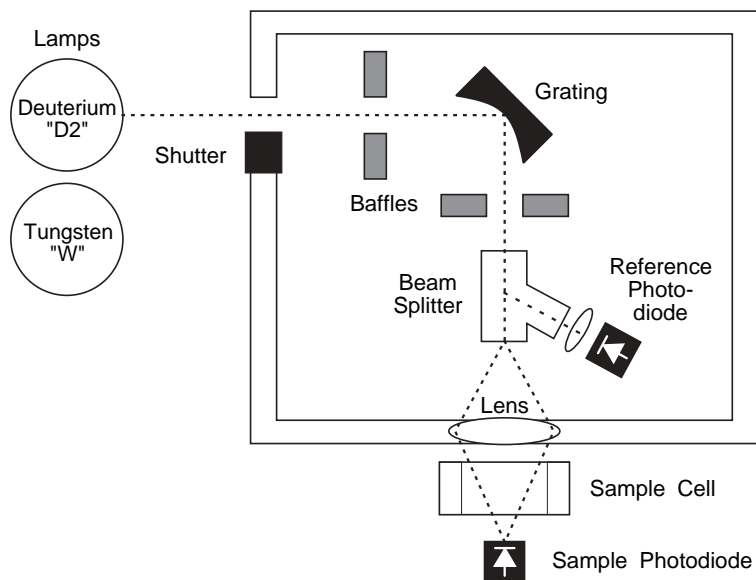 Lamps
Deuterium
"D2"
Grating
Shutter
Baffles
Tungsten
"W"
Beam
Splitter
Reference
Photo-
diode
Lens
Sample Cell
Sample Photodiode